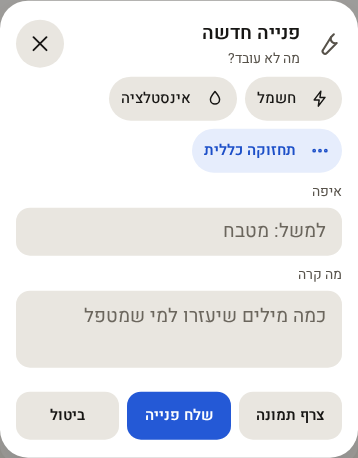 פנייה חדשה
מה לא עובד?
חשמל
אינסטלציה
תחזוקה כללית
איפה
למשל: מטבח
מה קרה
כמה מילים שיעזרו למי שמטפל
צרף תמונה
שלח פנייה
ביטול